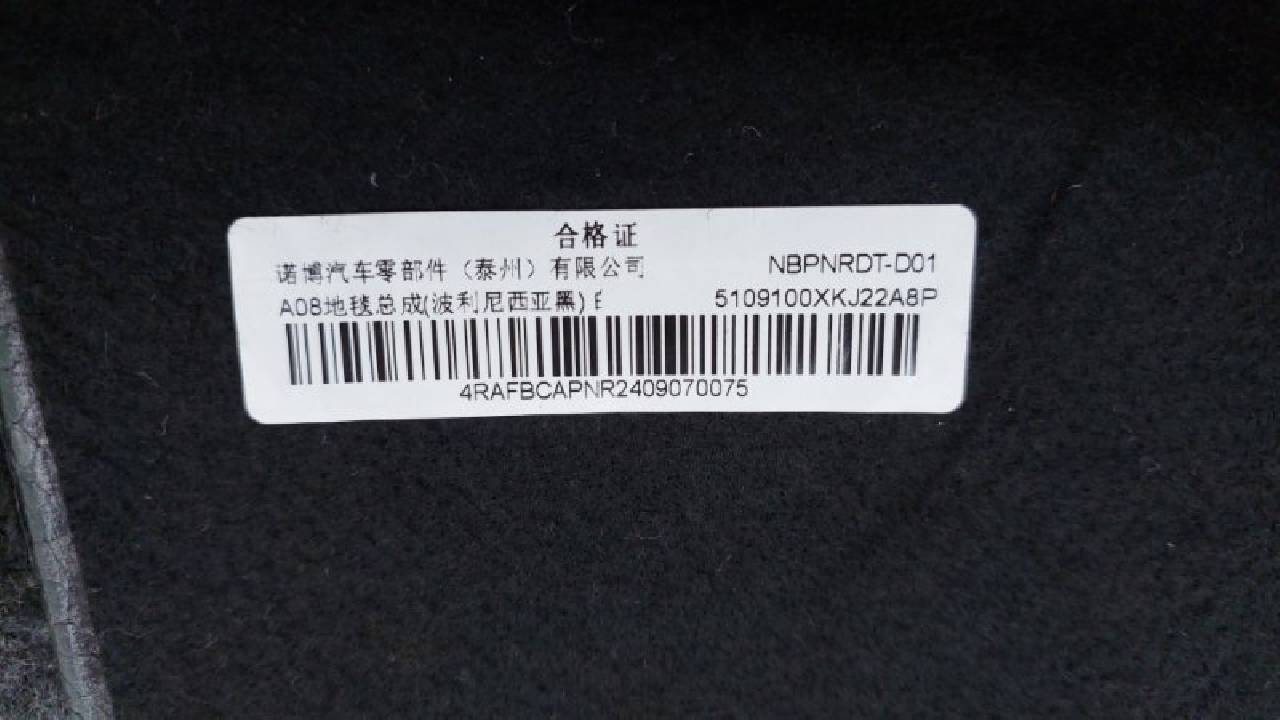 合格证
诺博汽车零部件（泰州）有限公司 NBPNRDT-D01
A08地毯总成(波利尼西亚黑) 5109100XKJ22A8P
4RAFBCAPNR2409070075